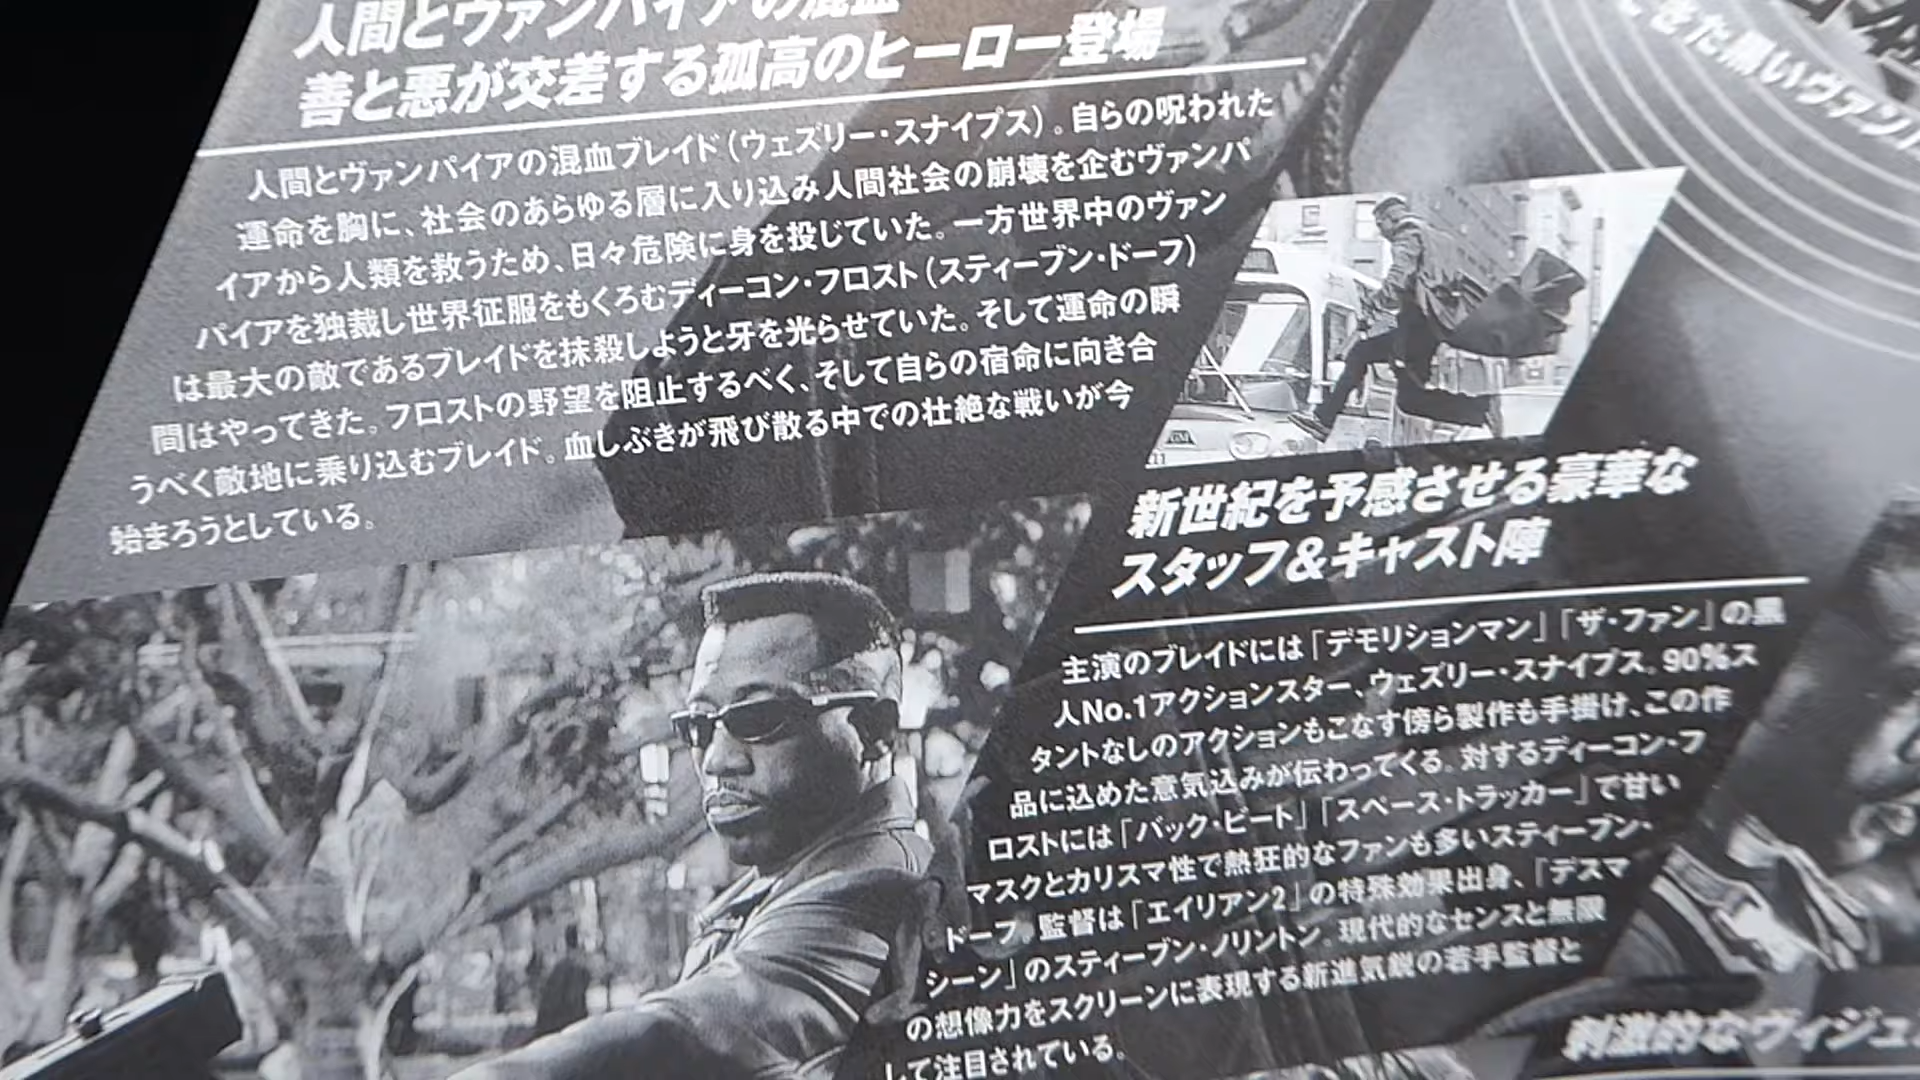 人間とヴァンパイアの混血
善と悪が交差する孤高のヒーロー登場
人間とヴァンパイアの混血ブレイド(ウェズリー・スナイプス)。自らの呪われた
運命を胸に、社会のあらゆる層に入り込み人間社会の崩壊を企むヴァンパ
イアから人類を救うため、日々危険に身を投じていた。一方世界中のヴァン
パイアを独裁し世界征服をもくろむディーコン・フロスト(スティーブン・ドーフ)
は最大の敵であるブレイドを抹殺しようと牙を光らせていた。そして運命の瞬
間はやってきた。フロストの野望を阻止するべく、そして自らの宿命に向き合
うべく敵地に乗り込むブレイド。血しぶきが飛び散る中での壮絶な戦いが今
始まろうとしている。
きた黒いヴァンパ
新世紀を予感させる豪華な
スタッフ&キャスト陣
主演のブレイドには「デモリションマン」「ザ・ファン」の黒
人No.1アクションスター、ウェズリー・スナイプス。90%ス
タントなしのアクションもこなす傍ら製作も手掛け、この作
品に込めた意気込みが伝わってくる。対するディーコン・フ
ロストには「バック・ビート」「スペース・トラッカー」で甘い
マスクとカリスマ性で熱狂的なファンも多いスティーブン・
ドーフ。監督は「エイリアン2」の特殊効果出身、「デスマ
シーン」のスティーブン・ノリントン。現代的なセンスと無限
の想像力をスクリーンに表現する新進気鋭の若手監督と
して注目されている。
刺激的なヴィジュ